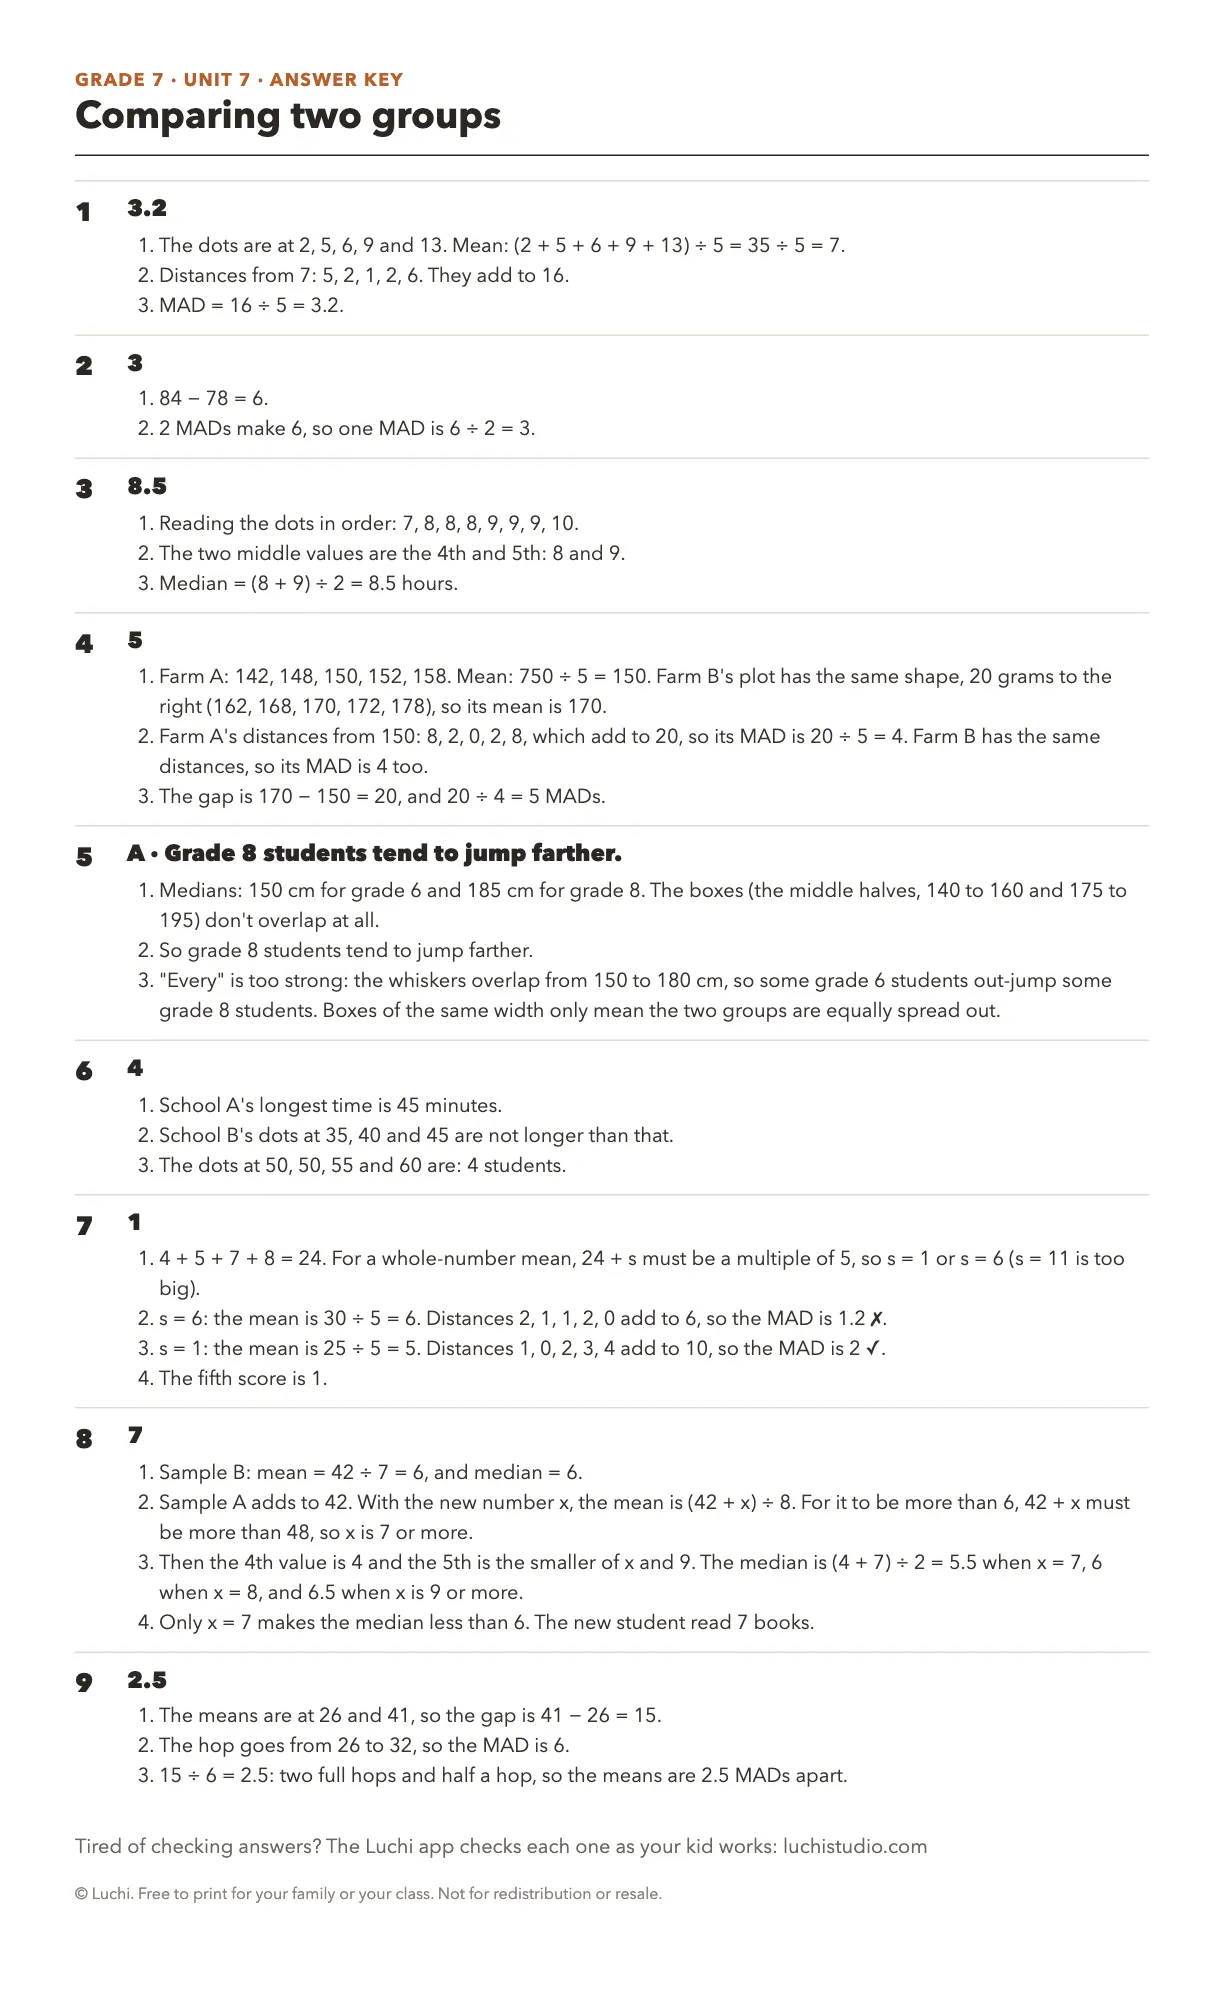 GRADE 7 · UNIT 7 · ANSWER KEY
Comparing two groups
1 3.2
1. The dots are at 2, 5, 6, 9 and 13. Mean: (2 + 5 + 6 + 9 + 13) ÷ 5 = 35 ÷ 5 = 7.
2. Distances from 7: 5, 2, 1, 2, 6. They add to 16.
3. MAD = 16 ÷ 5 = 3.2.
2 3
1. 84 − 78 = 6.
2. 2 MADs make 6, so one MAD is 6 ÷ 2 = 3.
3 8.5
1. Reading the dots in order: 7, 8, 8, 8, 9, 9, 9, 10.
2. The two middle values are the 4th and 5th: 8 and 9.
3. Median = (8 + 9) ÷ 2 = 8.5 hours.
4 5
1. Farm A: 142, 148, 150, 152, 158. Mean: 750 ÷ 5 = 150. Farm B's plot has the same shape, 20 grams to the
right (162, 168, 170, 172, 178), so its mean is 170.
2. Farm A's distances from 150: 8, 2, 0, 2, 8, which add to 20, so its MAD is 20 ÷ 5 = 4. Farm B has the same
distances, so its MAD is 4 too.
3. The gap is 170 − 150 = 20, and 20 ÷ 4 = 5 MADs.
5 A · Grade 8 students tend to jump farther.
1. Medians: 150 cm for grade 6 and 185 cm for grade 8. The boxes (the middle halves, 140 to 160 and 175 to
195) don't overlap at all.
2. So grade 8 students tend to jump farther.
3. "Every" is too strong: the whiskers overlap from 150 to 180 cm, so some grade 6 students out-jump some
grade 8 students. Boxes of the same width only mean the two groups are equally spread out.
6 4
1. School A's longest time is 45 minutes.
2. School B's dots at 35, 40 and 45 are not longer than that.
3. The dots at 50, 50, 55 and 60 are: 4 students.
7 1
1. 4 + 5 + 7 + 8 = 24. For a whole-number mean, 24 + s must be a multiple of 5, so s = 1 or s = 6 (s = 11 is too
big).
2. s = 6: the mean is 30 ÷ 5 = 6. Distances 2, 1, 1, 2, 0 add to 6, so the MAD is 1.2 ✗.
3. s = 1: the mean is 25 ÷ 5 = 5. Distances 1, 0, 2, 3, 4 add to 10, so the MAD is 2 ✓.
4. The fifth score is 1.
8 7
1. Sample B: mean = 42 ÷ 7 = 6, and median = 6.
2. Sample A adds to 42. With the new number x, the mean is (42 + x) ÷ 8. For it to be more than 6, 42 + x must
be more than 48, so x is 7 or more.
3. Then the 4th value is 4 and the 5th is the smaller of x and 9. The median is (4 + 7) ÷ 2 = 5.5 when x = 7, 6
when x = 8, and 6.5 when x is 9 or more.
4. Only x = 7 makes the median less than 6. The new student read 7 books.
9 2.5
1. The means are at 26 and 41, so the gap is 41 − 26 = 15.
2. The hop goes from 26 to 32, so the MAD is 6.
3. 15 ÷ 6 = 2.5: two full hops and half a hop, so the means are 2.5 MADs apart.
Tired of checking answers? The Luchi app checks each one as your kid works: luchistudio.com
© Luchi. Free to print for your family or your class. Not for redistribution or resale.